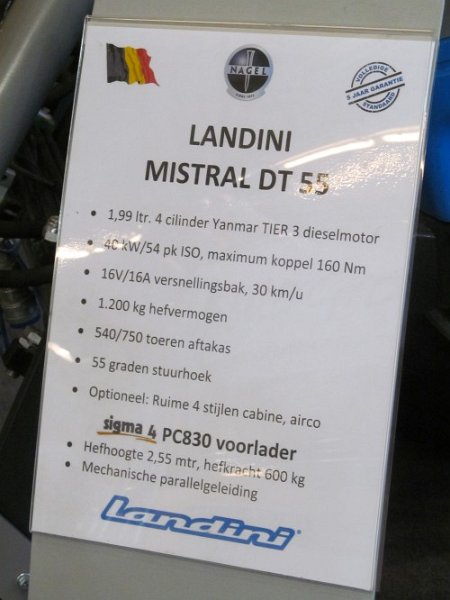 NAGEL
VOLLEDIGE
5 JAAR GARANTIE
STANDAARD
LANDINI
MISTRAL DT 55
• 1,99 ltr. 4 cilinder Yanmar TIER 3 dieselmotor
• 40 kW/54 pk ISO, maximum koppel 160 Nm
• 16V/16A versnellingsbak, 30 km/u
• 1.200 kg hefvermogen
• 540/750 toeren aftakas
• 55 graden stuurhoek
• Optioneel: Ruime 4 stijlen cabine, airco
sigma 4 PC830 voorlader
• Hefhoogte 2,55 mtr, hefkracht 600 kg
• Mechanische parallelgeleiding
Landini